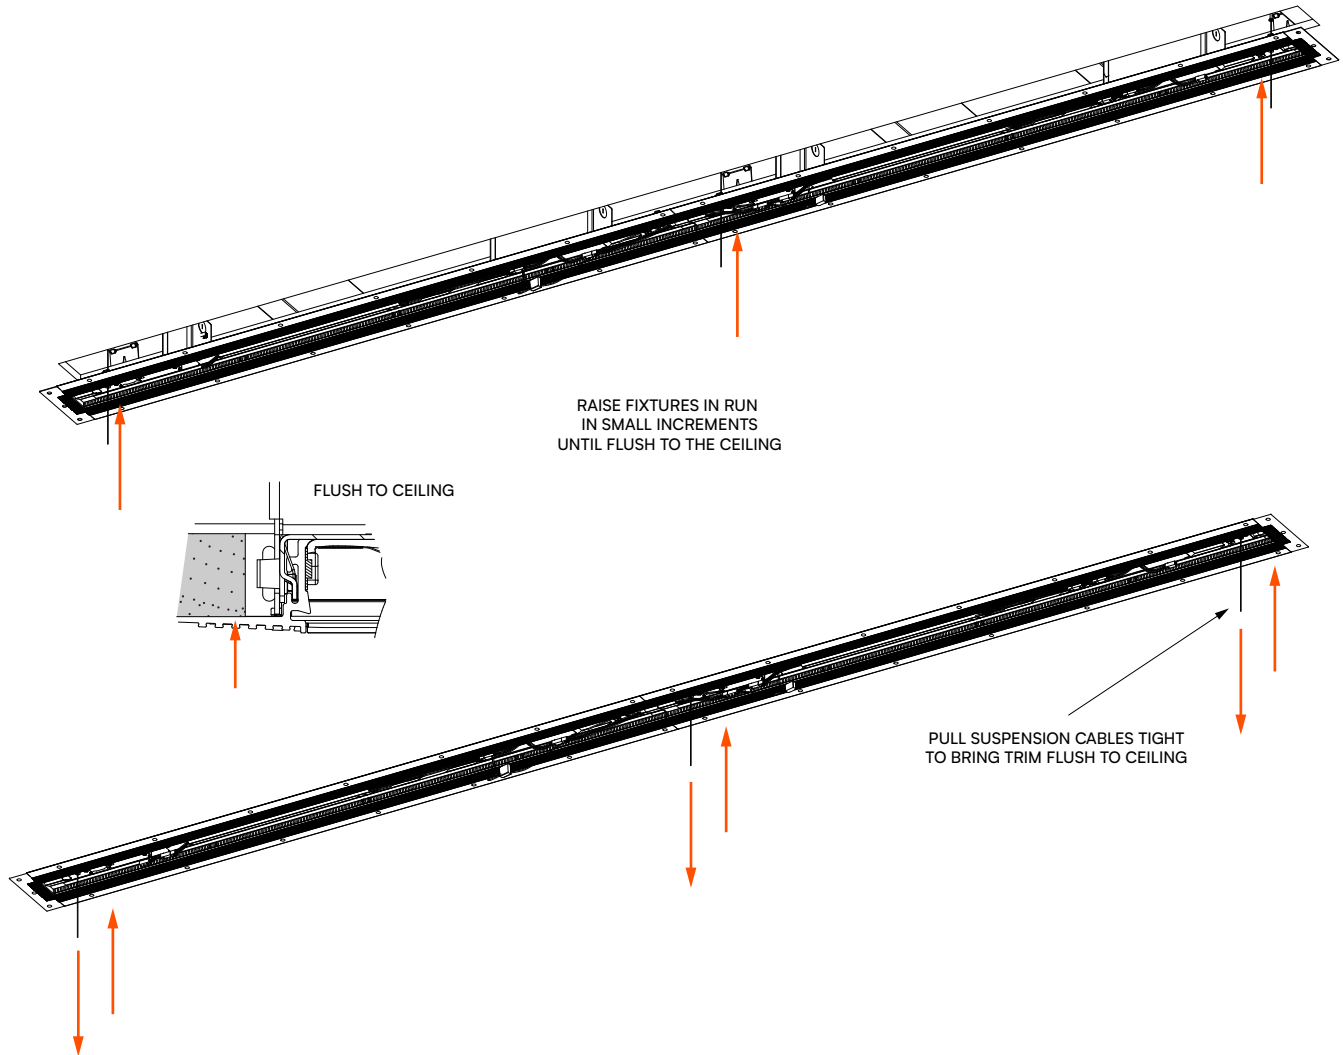 RAISE FIXTURES IN RUN
IN SMALL INCREMENTS
UNTIL FLUSH TO THE CEILING
FLUSH TO CEILING
PULL SUSPENSION CABLES TIGHT
TO BRING TRIM FLUSH TO CEILING